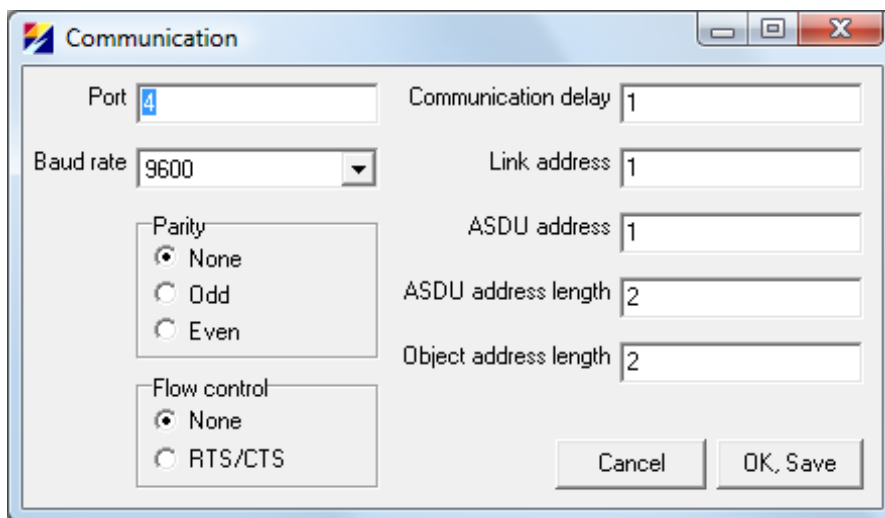 Communication
Port 4
Baud rate 9600
Parity
None
Odd
Even
Flow control
None
RTS/CTS
Communication delay 1
Link address 1
ASDU address 1
ASDU address length 2
Object address length 2
Cancel OK, Save